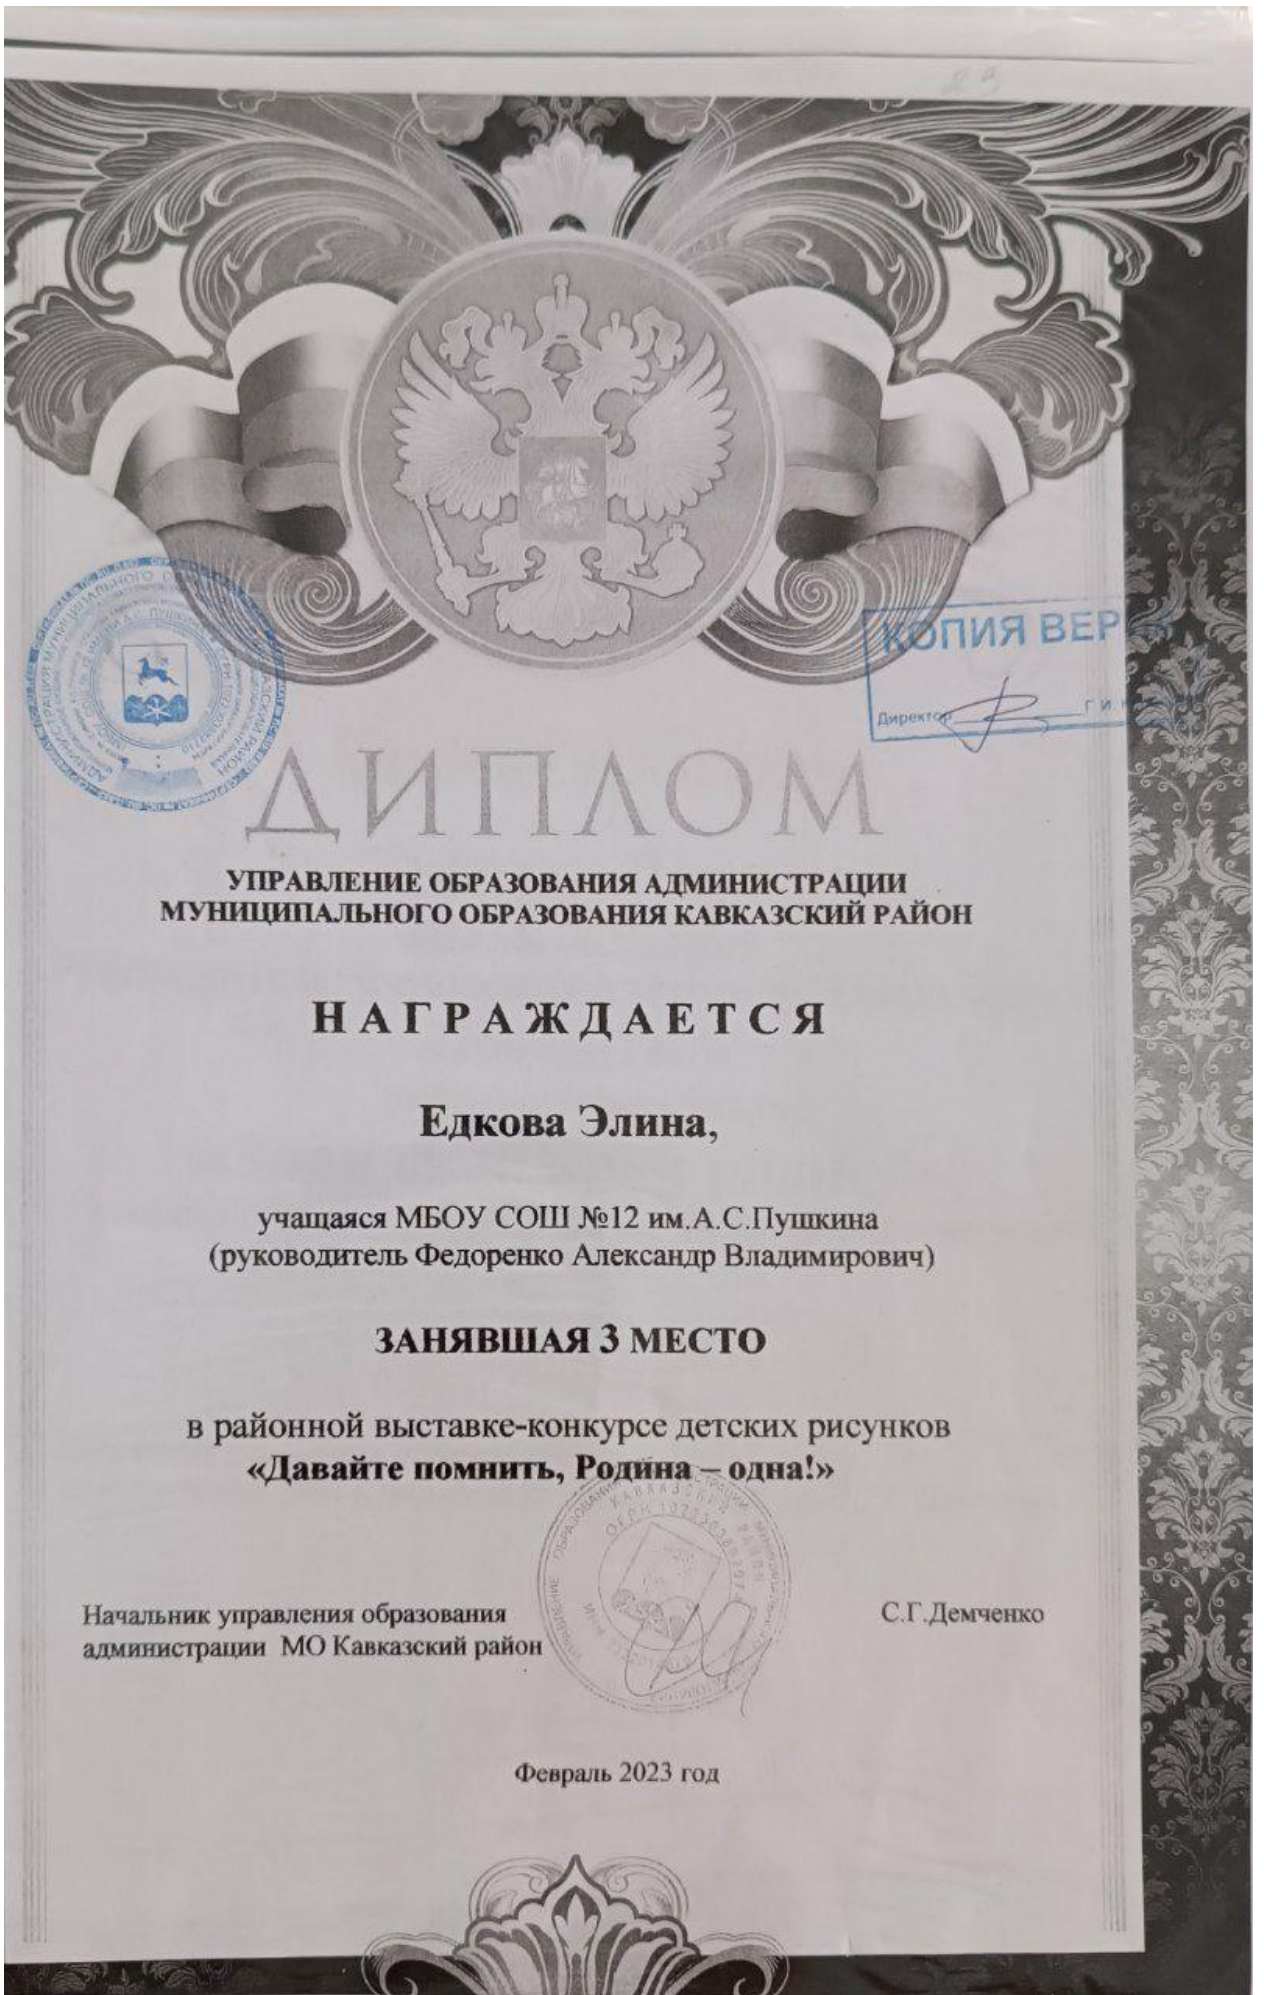 23
КОПИЯ ВЕР
Директор
ДИПЛОМ
УПРАВЛЕНИЕ ОБРАЗОВАНИЯ АДМИНИСТРАЦИИ
МУНИЦИПАЛЬНОГО ОБРАЗОВАНИЯ КАВКАЗСКИЙ РАЙОН
НАГРАЖДАЕТСЯ
Едкова Элина,
учащаяся МБОУ СОШ №12 им.А.С.Пушкина
(руководитель Федоренко Александр Владимирович)
ЗАНЯВШАЯ 3 МЕСТО
в районной выставке-конкурсе детских рисунков
«Давайте помнить, Родина – одна!»
Начальник управления образования
администрации МО Кавказский район
С.Г.Демченко
Февраль 2023 год